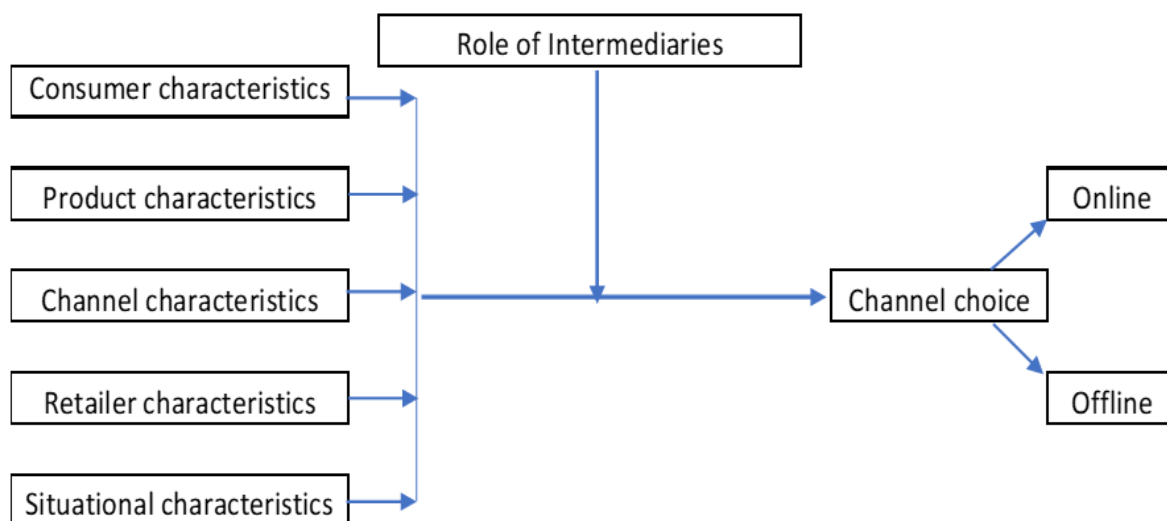 Role of Intermediaries
Consumer characteristics
Product characteristics
Online
Channel characteristics
Channel choice
Retailer characteristics
Offline
Situational characteristics